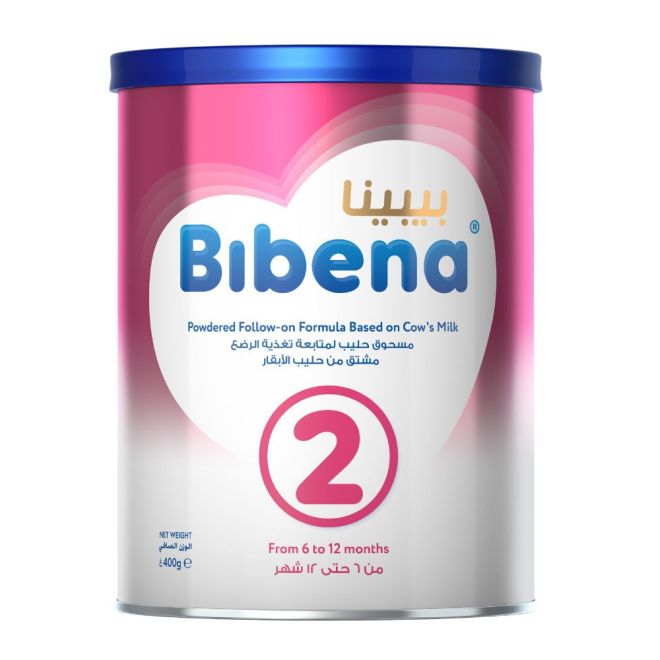 بيبينا
Bibena®
Powdered Follow-on Formula Based on Cow's Milk
مسحوق حليب لمتابعة تغذية الرضع
مشتق من حليب الأبقار
2
NET WEIGHT
الوزن الصافي
400g غ ℮
From 6 to 12 months
من ٦ حتى ١٢ شهر